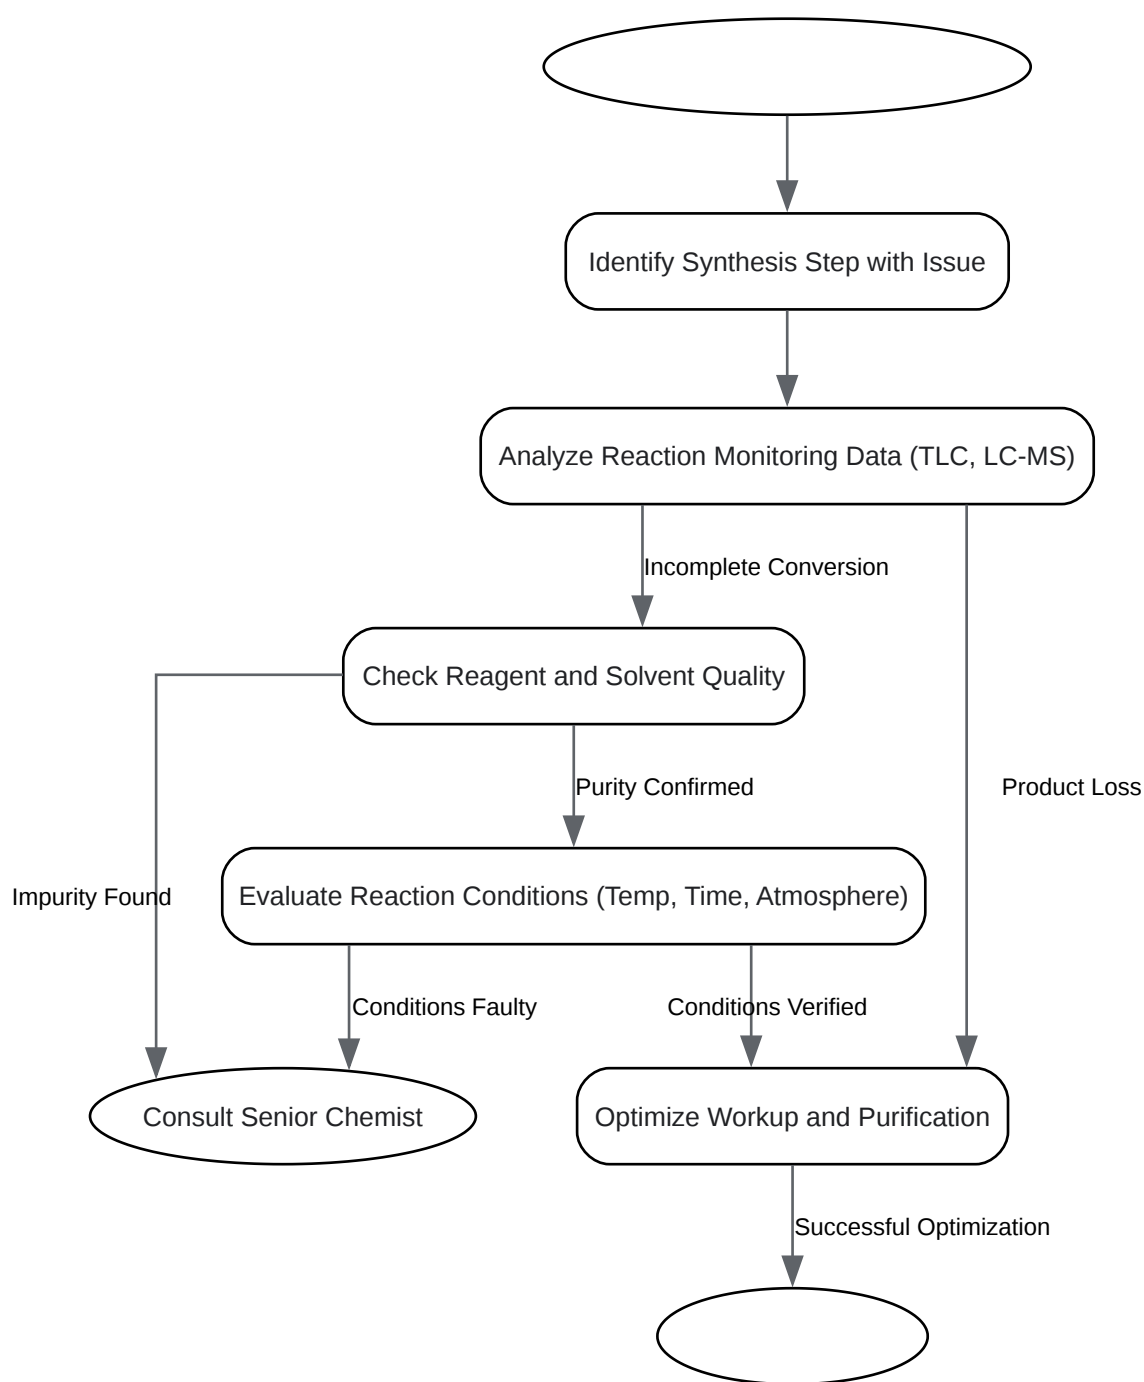 Identify Synthesis Step with Issue
Analyze Reaction Monitoring Data (TLC, LC-MS)
Incomplete Conversion
Check Reagent and Solvent Quality
Purity Confirmed
Product Loss
Impurity Found
Evaluate Reaction Conditions (Temp, Time, Atmosphere)
Conditions Faulty
Conditions Verified
Consult Senior Chemist
Optimize Workup and Purification
Successful Optimization